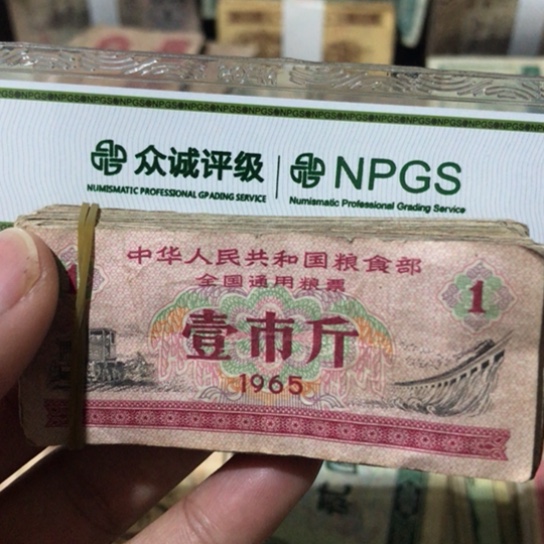 众诚评级 NPGS
NUMISMATIC PROFESSIONAL GRADING SERVICE Numismatic Professional Grading Service
中华人民共和国粮食部
全国通用粮票
1
壹市斤
1965